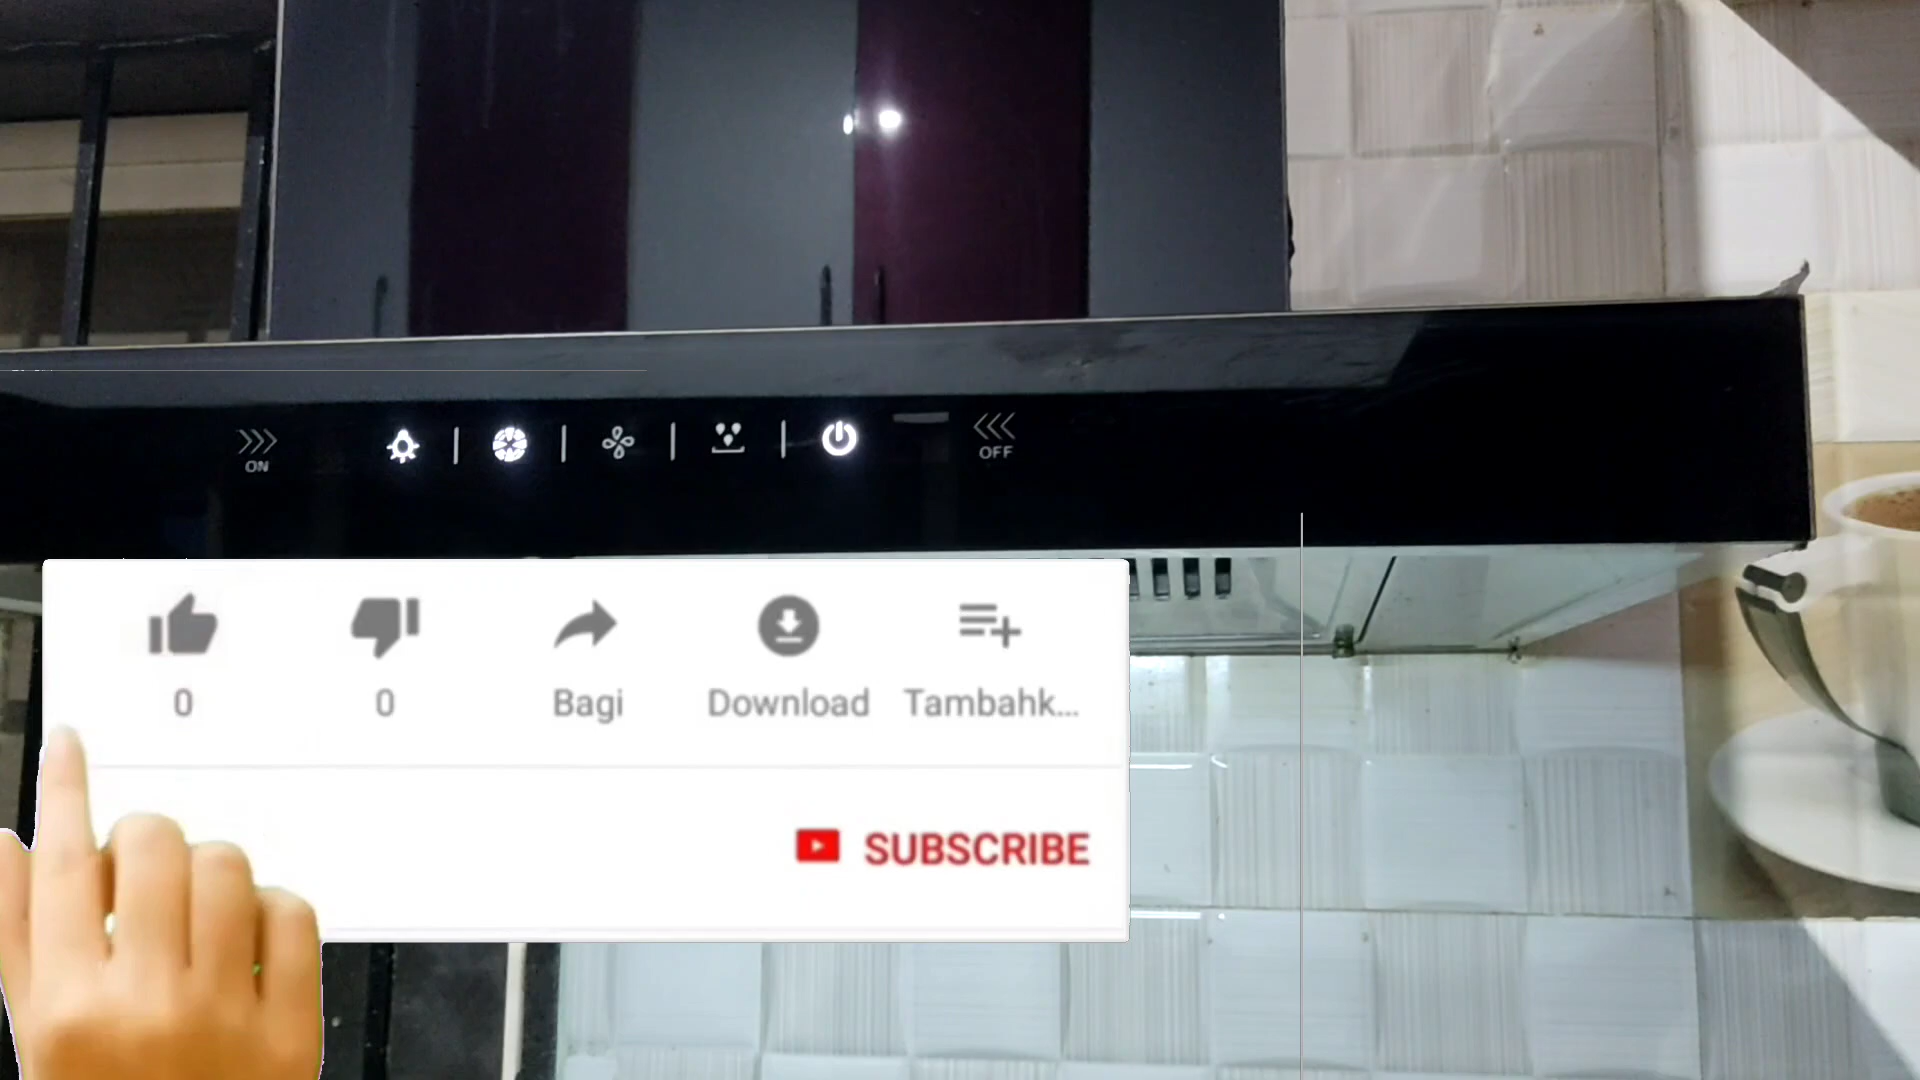 ON
OFF
0
0
Bagi
Download
Tambahk...
SUBSCRIBE